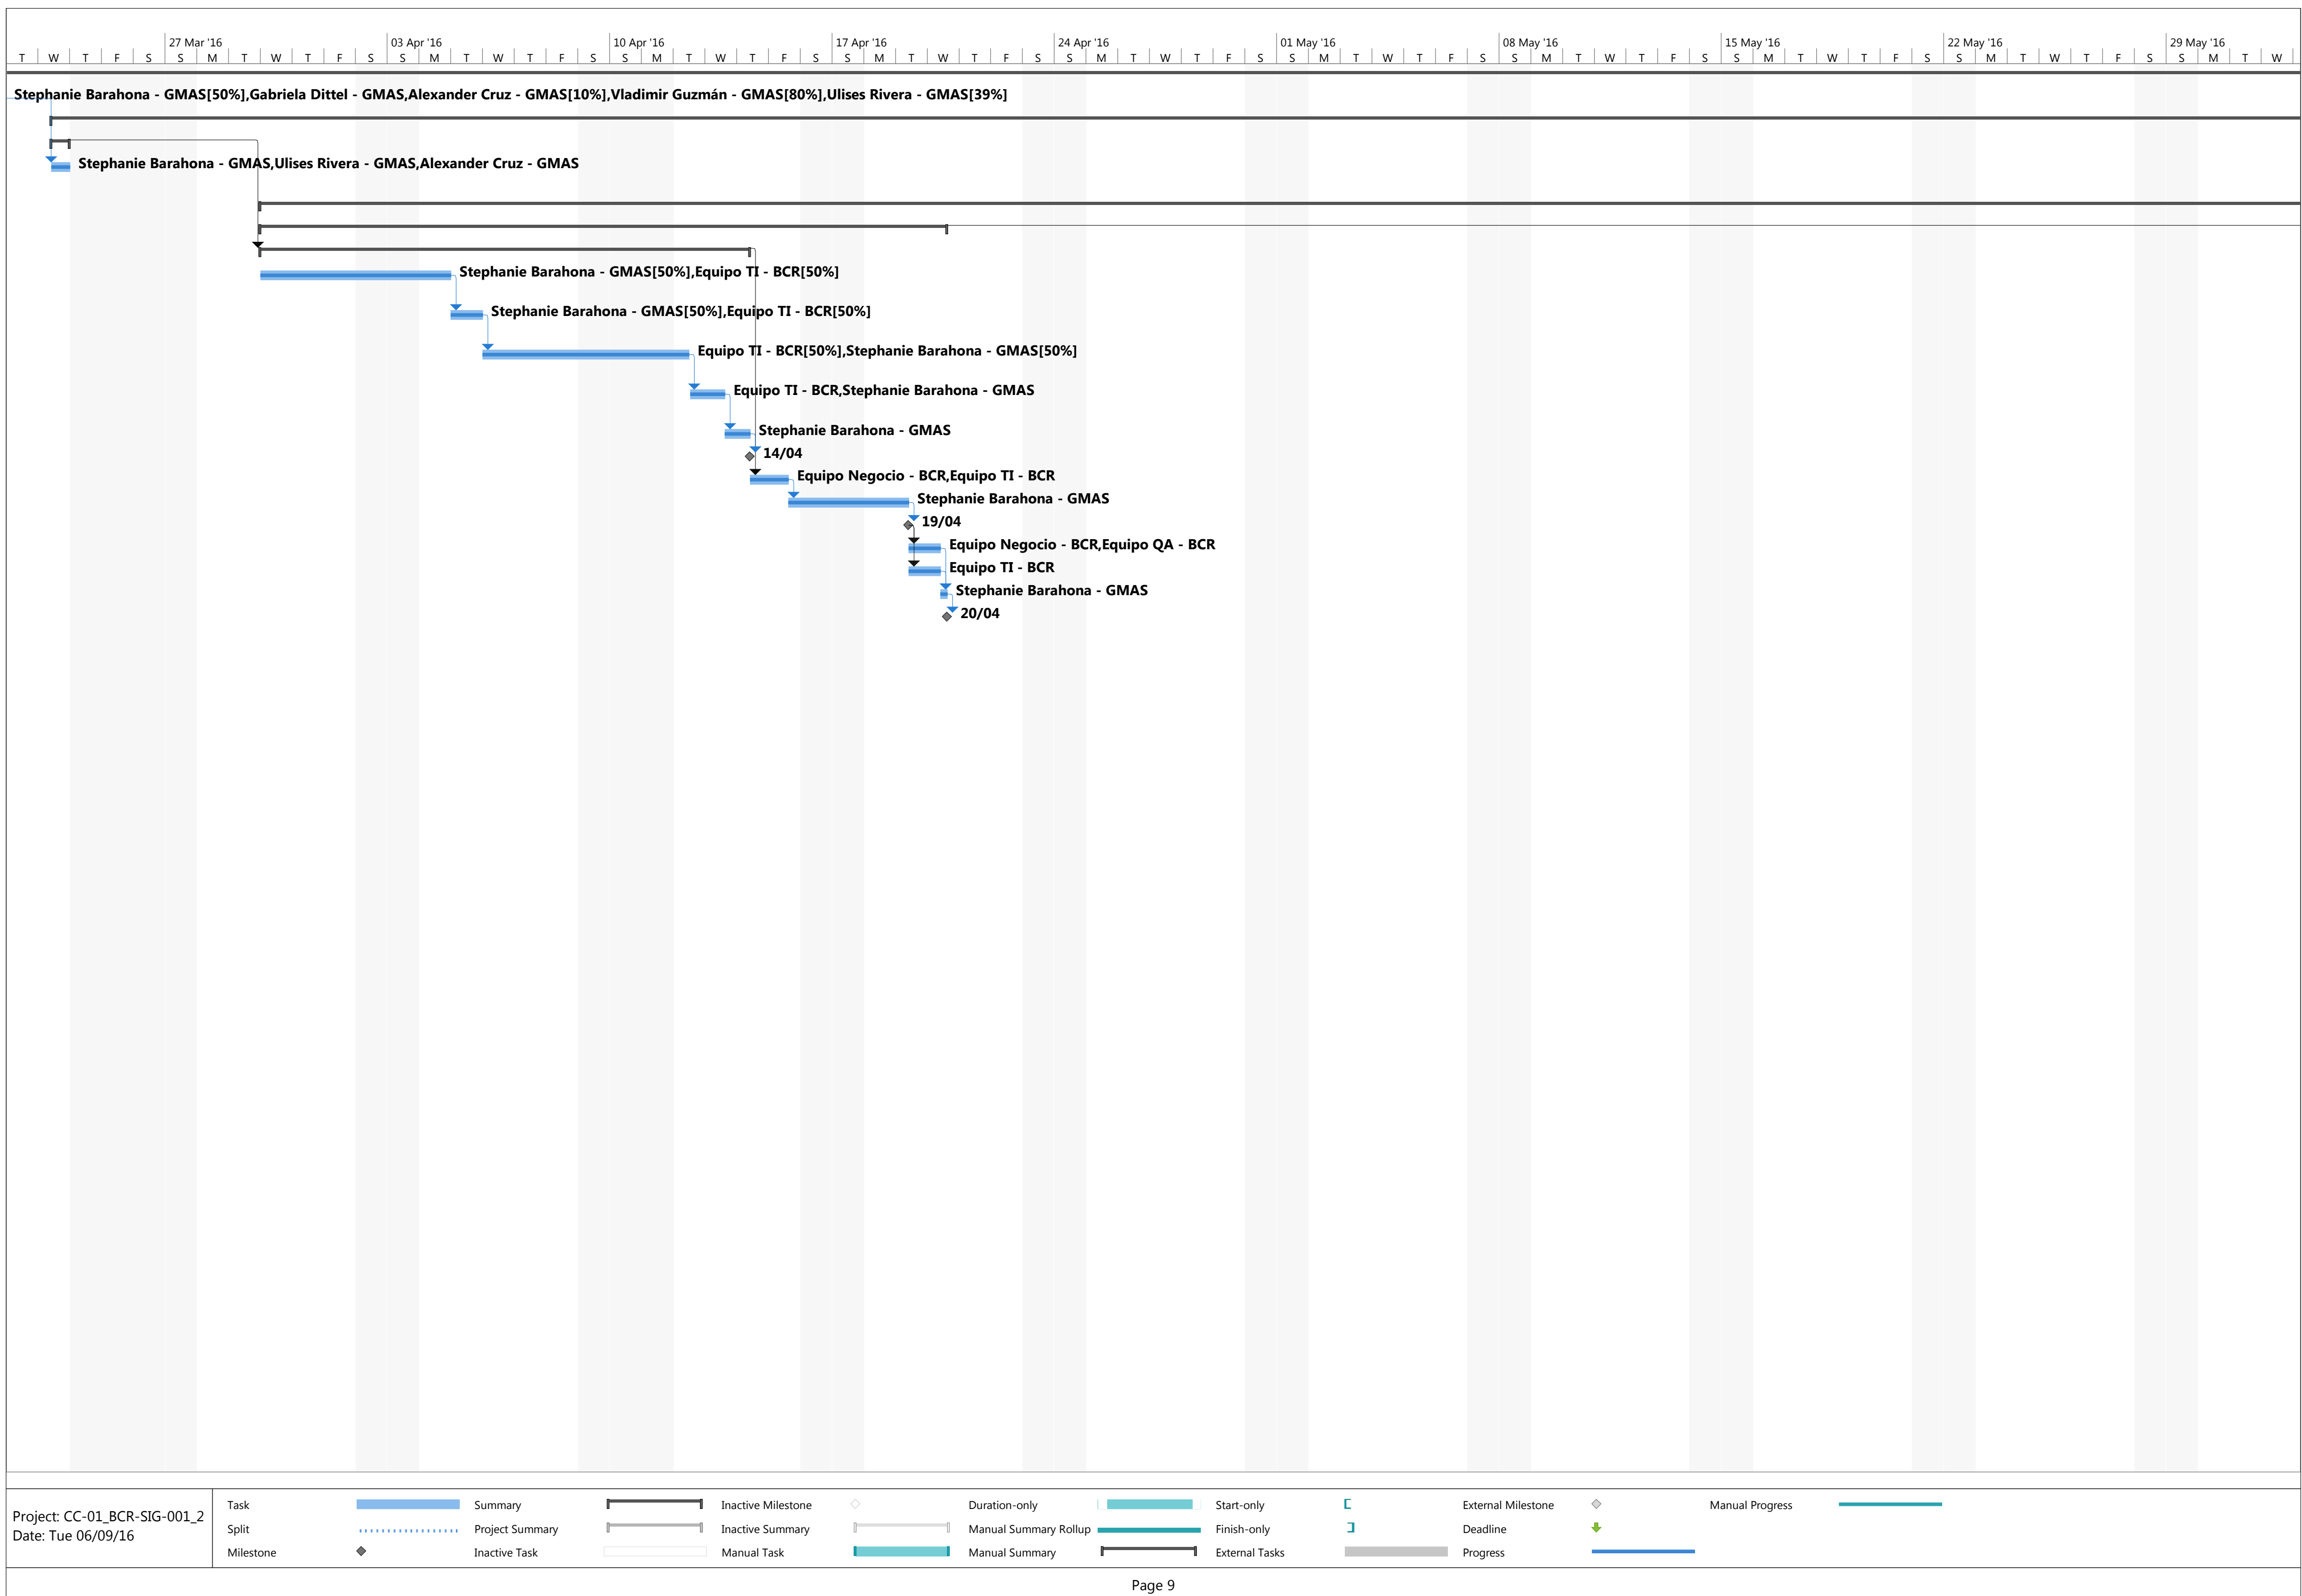 27 Mar '16 03 Apr '16 10 Apr '16 17 Apr '16 24 Apr '16 01 May '16 08 May '16 15 May '16 22 May '16 29 May '16
T W T F S S M T W T F S S M T W T F S S M T W T F S S M T W T F S S M T W T F S S M T W T F S S M T W T F S S M T W T F S S M T W T F S S M T W
Stephanie Barahona - GMAS[50%],Gabriela Dittel - GMAS,Alexander Cruz - GMAS[10%],Vladimir Guzmán - GMAS[80%],Ulises Rivera - GMAS[39%]
Stephanie Barahona - GMAS,Ulises Rivera - GMAS,Alexander Cruz - GMAS
Stephanie Barahona - GMAS[50%],Equipo TI - BCR[50%]
Stephanie Barahona - GMAS[50%],Equipo TI - BCR[50%]
Equipo TI - BCR[50%],Stephanie Barahona - GMAS[50%]
Equipo TI - BCR,Stephanie Barahona - GMAS
Stephanie Barahona - GMAS
14/04
Equipo Negocio - BCR,Equipo TI - BCR
Stephanie Barahona - GMAS
19/04
Equipo Negocio - BCR,Equipo QA - BCR
Equipo TI - BCR
Stephanie Barahona - GMAS
20/04
Project: CC-01_BCR-SIG-001_2
Date: Tue 06/09/16
Task Summary Inactive Milestone Duration-only Start-only External Milestone Manual Progress
Split Project Summary Inactive Summary Manual Summary Rollup Finish-only Deadline
Milestone Inactive Task Manual Task Manual Summary External Tasks Progress
Page 9